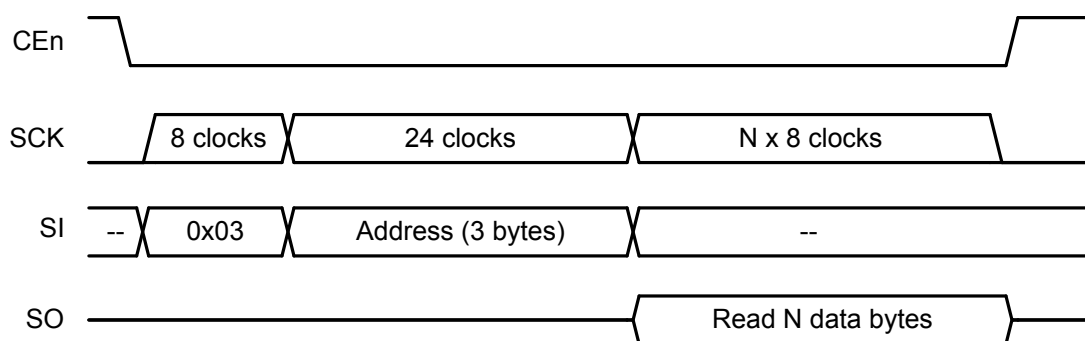 CEn
SCK 8 clocks 24 clocks N x 8 clocks
SI -- 0x03 Address (3 bytes) --
SO Read N data bytes